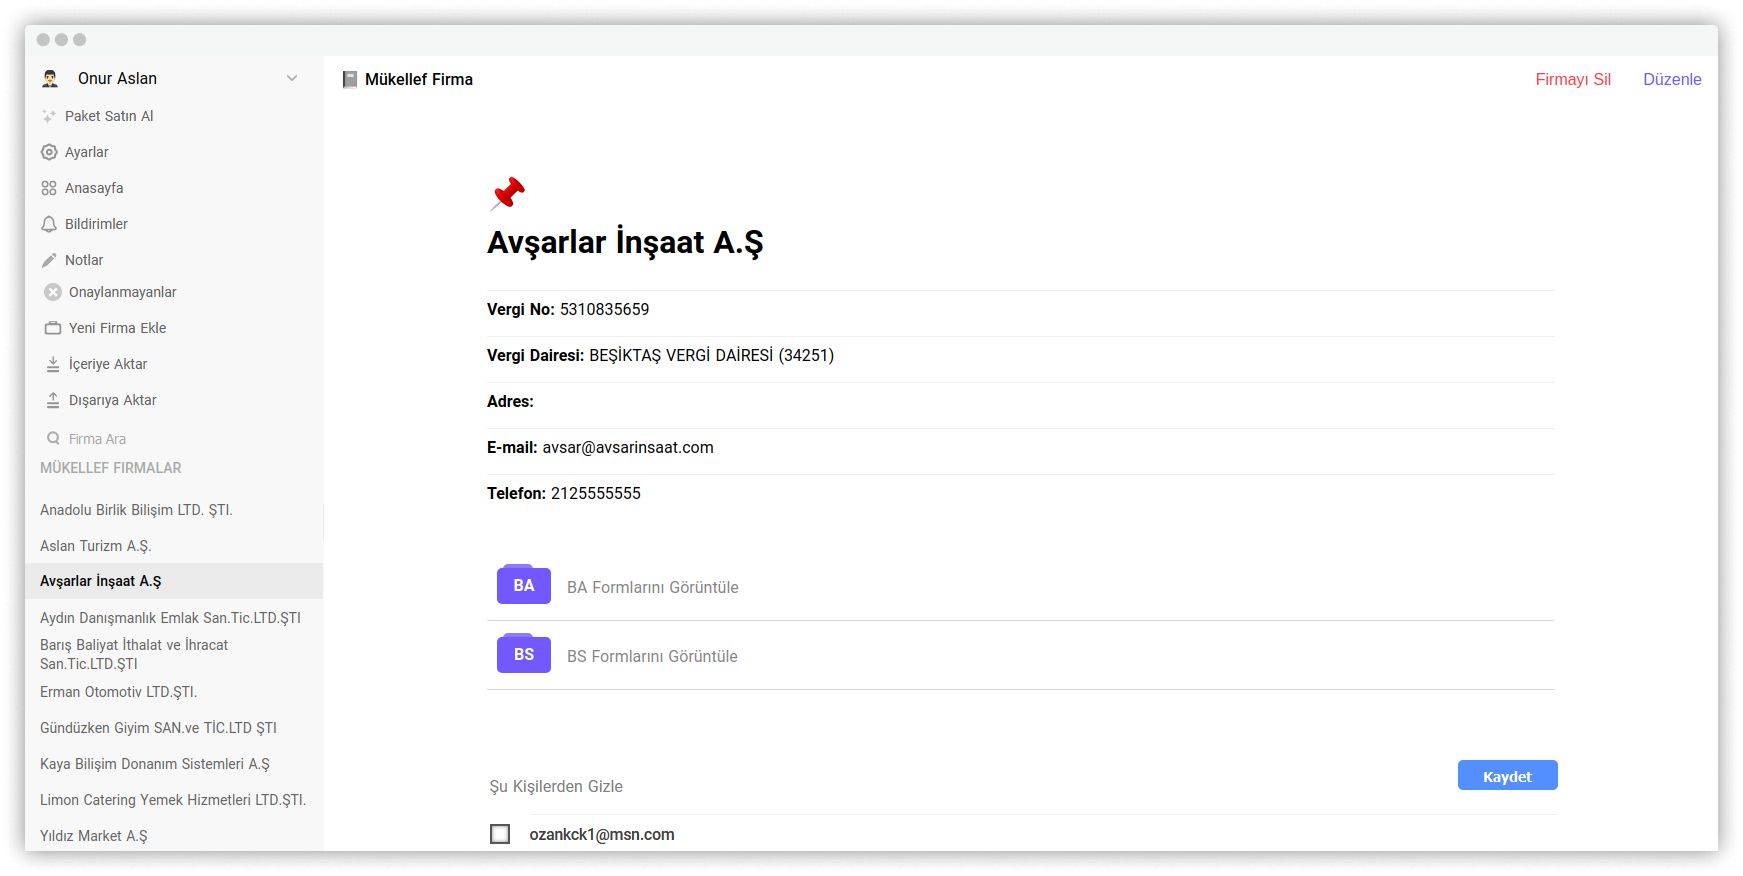 Onur Aslan
Paket Satın Al
Ayarlar
Anasayfa
Bildirimler
Notlar
Onaylanmayanlar
Yeni Firma Ekle
İçeriye Aktar
Dışarıya Aktar
Firma Ara
MÜKELLEF FIRMALAR
Anadolu Birlik Bilişim LTD. ŞTI.
Aslan Turizm A.Ş.
Avşarlar İnşaat A.Ş
Aydın Danışmanlık Emlak San.Tic.LTD.ŞTI
Barış Baliyat İthalat ve İhracat
San.Tic.LTD.ŞTI
Erman Otomotiv LTD.ŞTI.
Gündüzken Giyim SAN.ve TİC.LTD ŞTI
Kaya Bilişim Donanım Sistemleri A.Ş
Limon Catering Yemek Hizmetleri LTD.ŞTI.
Yıldız Market A.Ş
Mükellef Firma
Firmayı Sil
Düzenle
Avşarlar İnşaat A.Ş
Vergi No: 5310835659
Vergi Dairesi: BEŞİKTAŞ VERGİ DAİRESİ (34251)
Adres:
E-mail: avsar@avsarinsaat.com
Telefon: 2125555555
BA BA Formlarını Görüntüle
BS BS Formlarını Görüntüle
Şu Kişilerden Gizle
Kaydet
ozankck1@msn.com